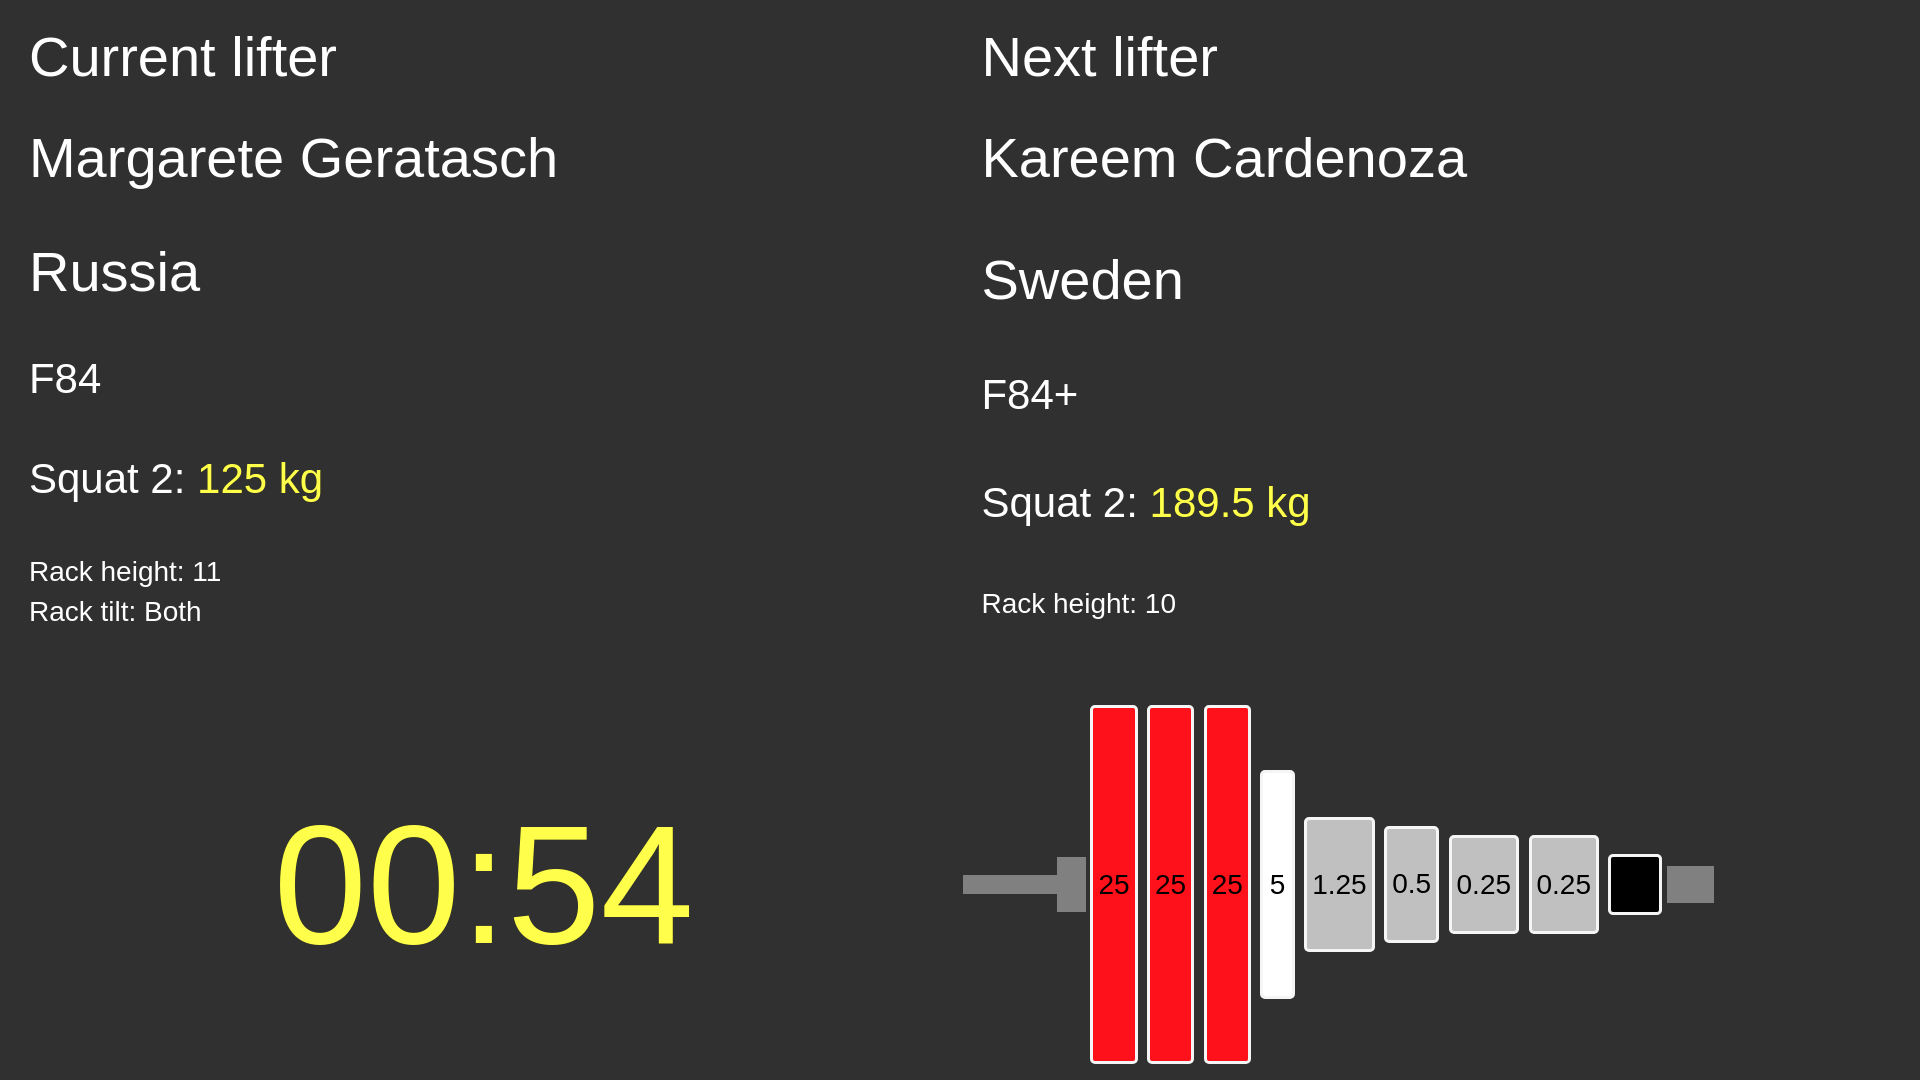 Current lifter
Margarete Geratasch
Russia
F84
Squat 2: 125 kg
Rack height: 11
Rack tilt: Both
00:54
Next lifter
Kareem Cardenoza
Sweden
F84+
Squat 2: 189.5 kg
Rack height: 10
25 25 25 5 1.25 0.5 0.25 0.25